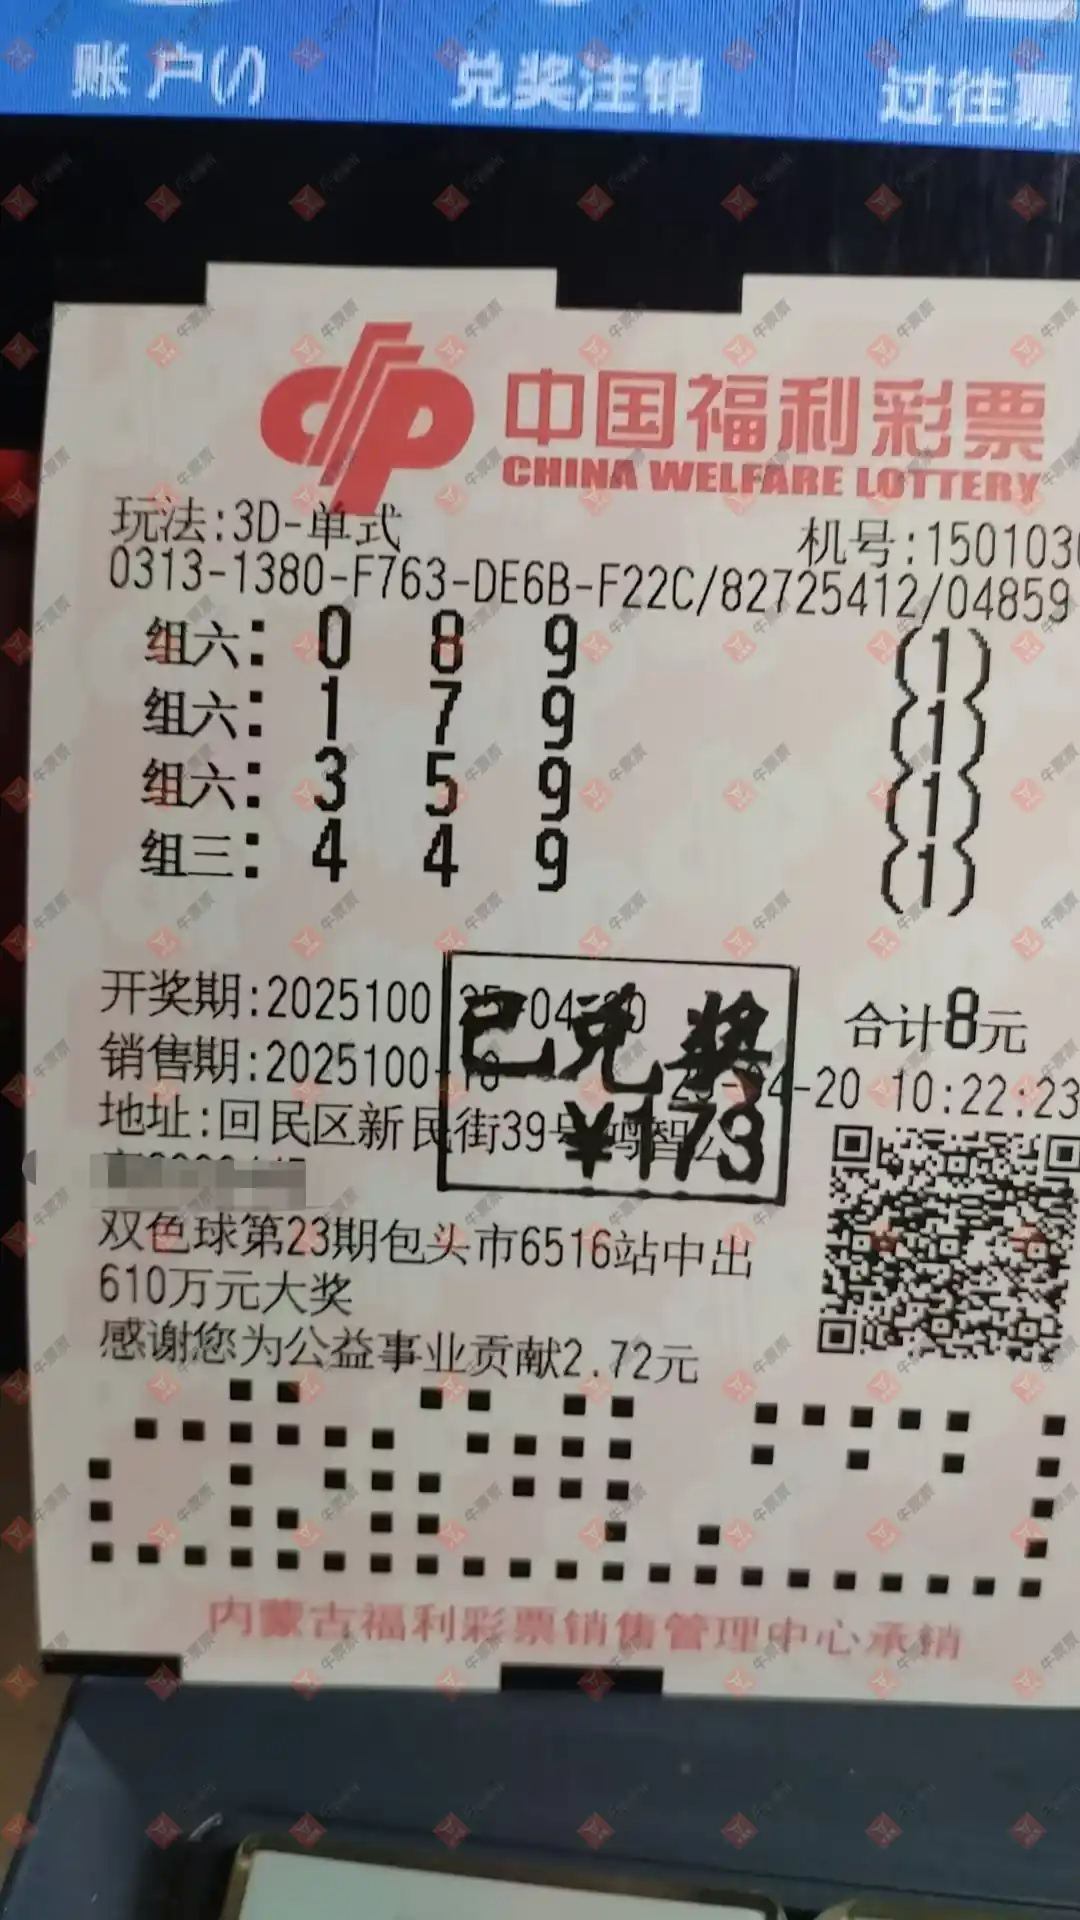 账 户(/) 兑奖注销 过往票
中国福利彩票
CHINA WELFARE LOTTERY
玩法:3D-单式 机号:1501030
0313-1380-F763-DE6B-F22C/82725412/04859
组六: 0 8 9 (1)
组六: 1 7 9 (1)
组六: 3 5 9 (1)
组三: 4 4 9 (1)
开奖期:2025100 合计8元
销售期:2025100 -20 10:22:23
已兑奖
¥173
地址:回民区新民街39号
双色球第23期包头市6516站中出
610万元大奖
感谢您为公益事业贡献2.72元
内蒙古福利彩票销售管理中心承销
牛票票